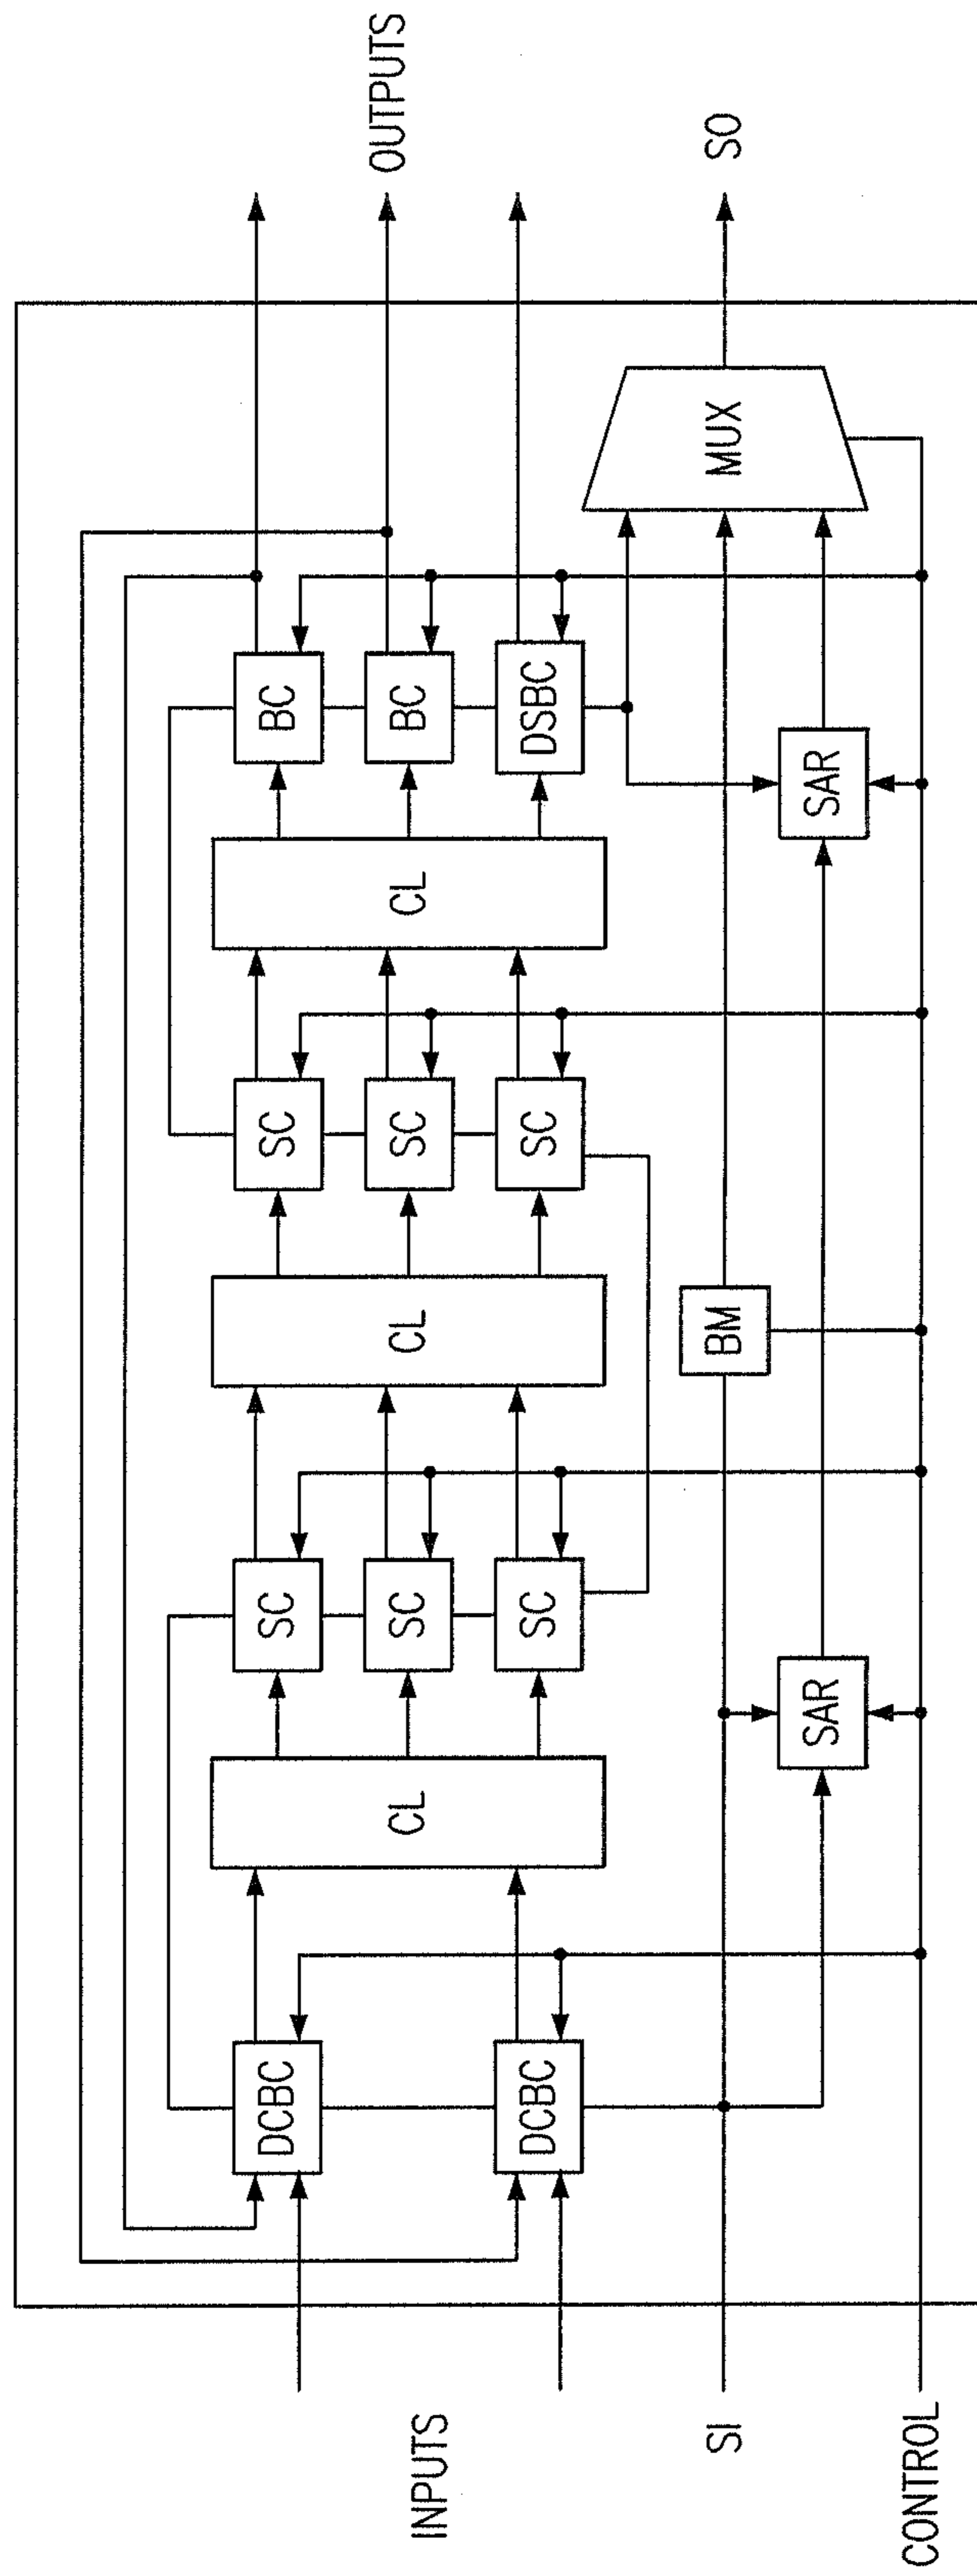 INPUTS
SI
CONTROL
DCBC
DCBC
CL
SC
SC
SC
SAR
CL
BM
SC
SC
SC
CL
BC
BC
DSBC
SAR
MUX
OUTPUTS
SO